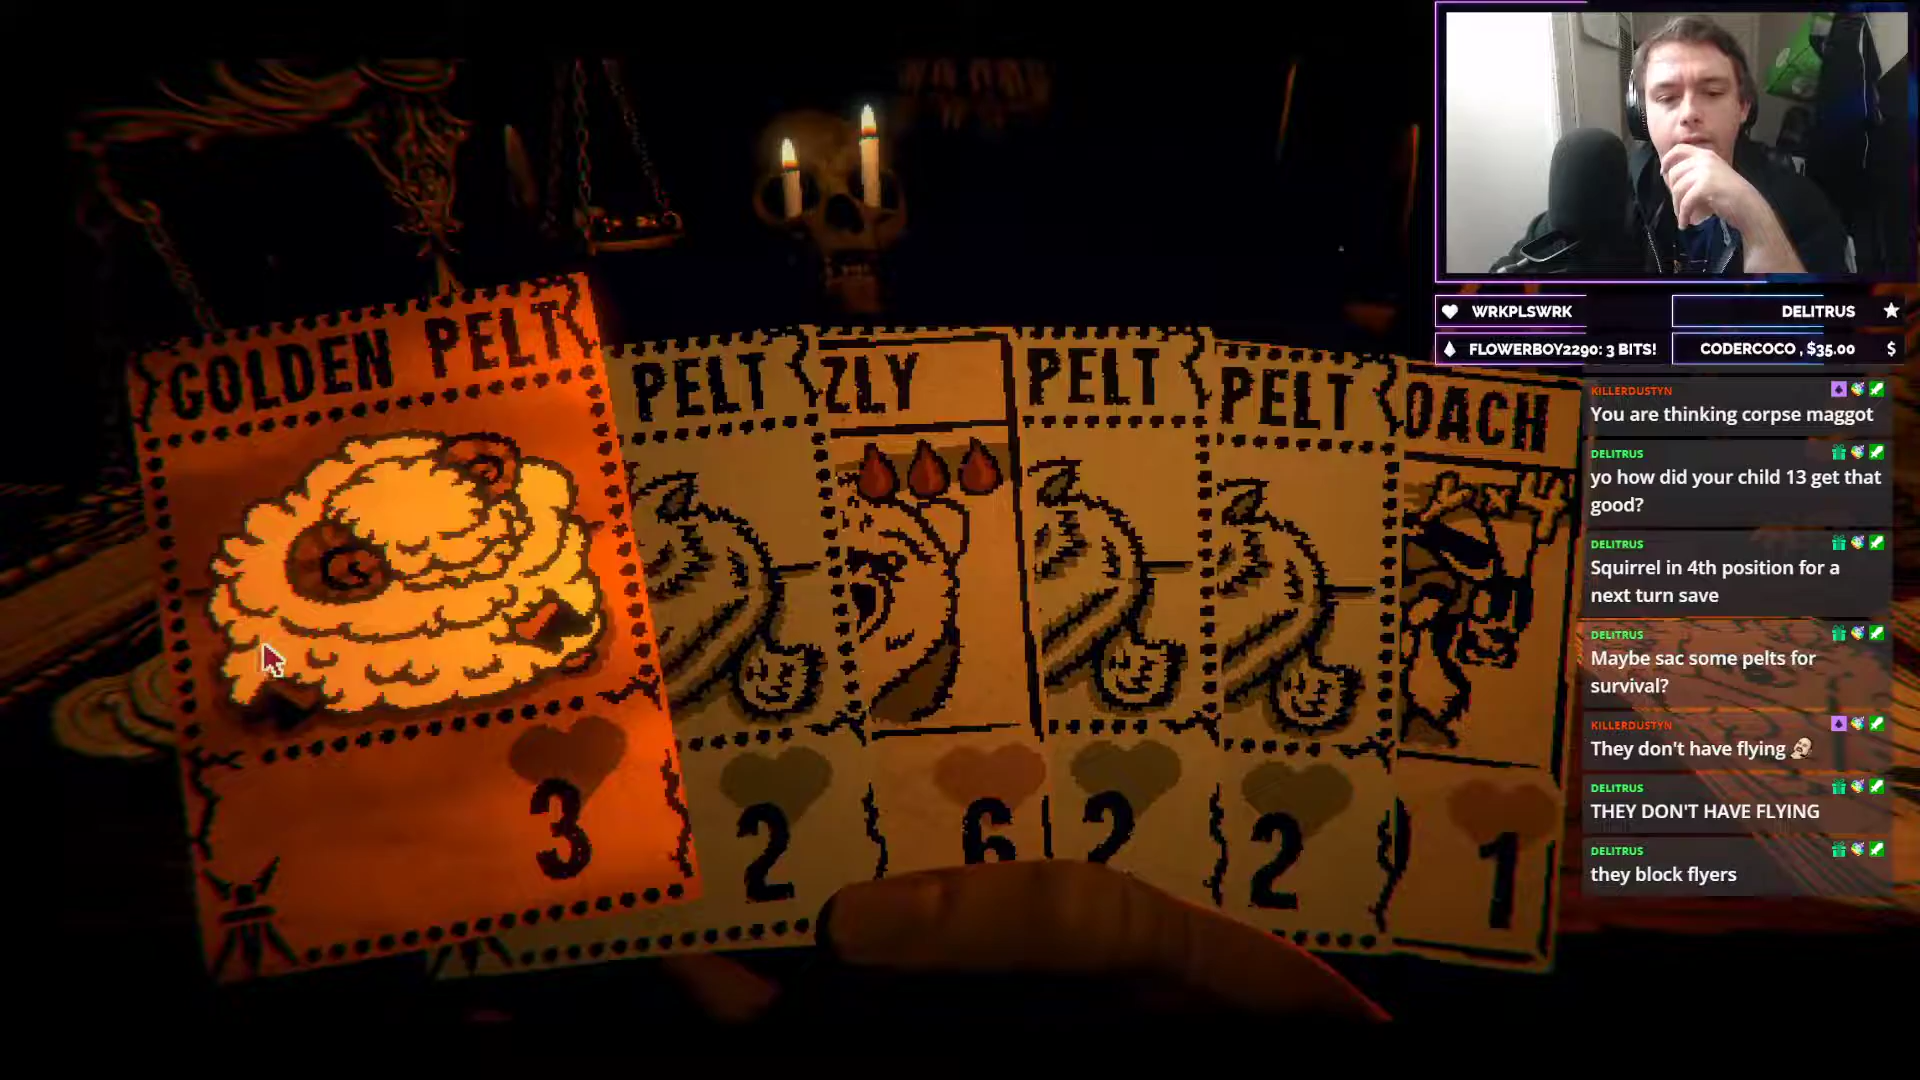 GOLDEN PELT
PELT
ZLY
PELT
PELT
OACH
x4
3
2
6
2
2
1
WRKPLSWRK
DELITRUS
FLOWERBOY2290: 3 BITS!
CODERCOCO , $35.00
$
KILLERDUSTYN
You are thinking corpse maggot
DELITRUS
yo how did your child 13 get that
good?
DELITRUS
Squirrel in 4th position for a
next turn save
DELITRUS
Maybe sac some pelts for
survival?
KILLERDUSTYN
They don't have flying
DELITRUS
THEY DON'T HAVE FLYING
DELITRUS
they block flyers